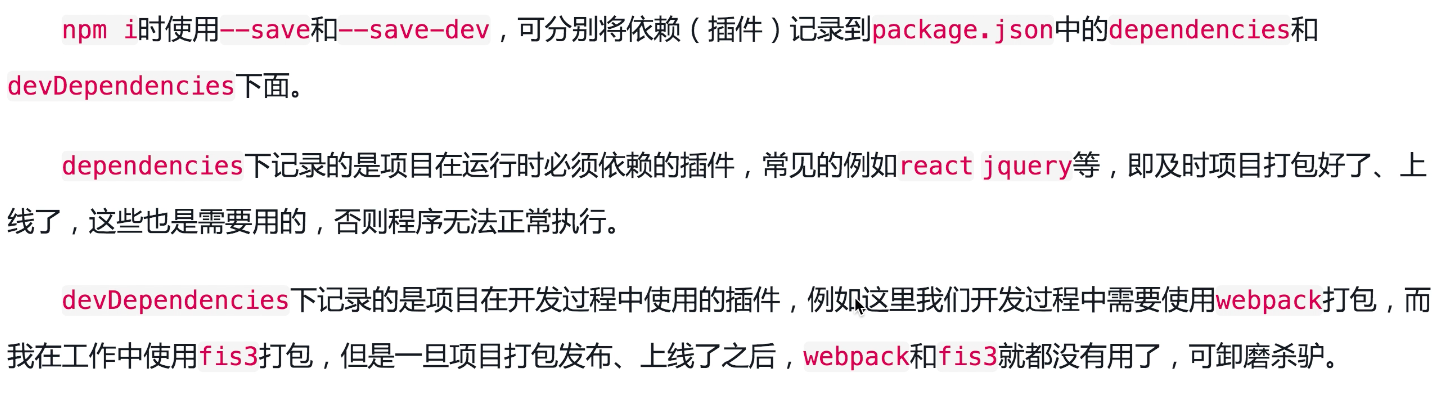 npm i时使用--save和--save-dev，可分别将依赖（插件）记录到package.json中的dependencies和
devDependencies下面。
dependencies下记录的是项目在运行时必须依赖的插件，常见的例如react jquery等，即及时项目打包好了、上
线了，这些也是需要用的，否则程序无法正常执行。
devDependencies下记录的是项目在开发过程中使用的插件，例如这里我们开发过程中需要使用webpack打包，而
我在工作中使用fis3打包，但是一旦项目打包发布、上线了之后，webpack和fis3就都没有用了，可卸磨杀驴。